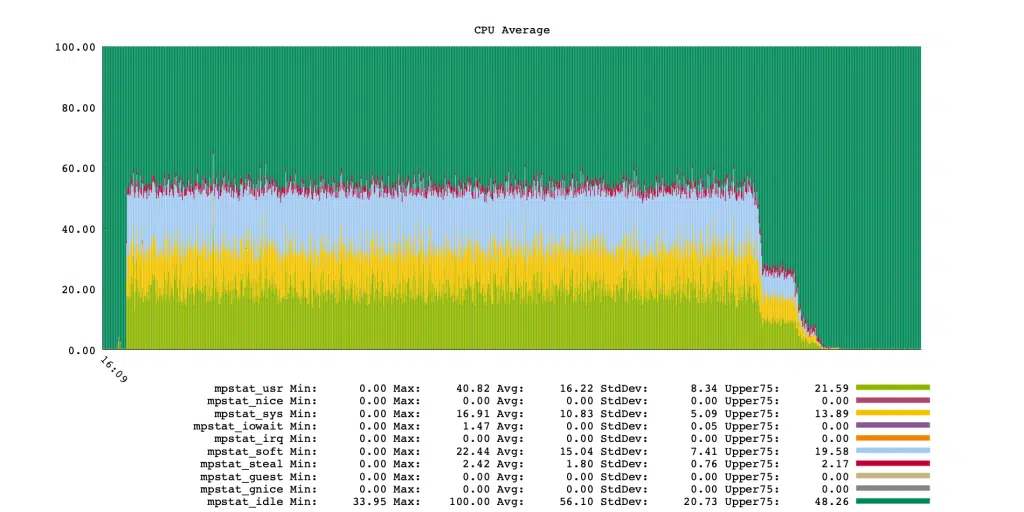 CPU Average
100.00
80.00
60.00
40.00
20.00
0.00
16:09
mpstat_usr Min: 0.00 Max: 40.82 Avg: 16.22 StdDev: 8.34 Upper75: 21.59
mpstat_nice Min: 0.00 Max: 0.00 Avg: 0.00 StdDev: 0.00 Upper75: 0.00
mpstat_sys Min: 0.00 Max: 16.91 Avg: 10.83 StdDev: 5.09 Upper75: 13.89
mpstat_iowait Min: 0.00 Max: 1.47 Avg: 0.00 StdDev: 0.05 Upper75: 0.00
mpstat_irq Min: 0.00 Max: 0.00 Avg: 0.00 StdDev: 0.00 Upper75: 0.00
mpstat_soft Min: 0.00 Max: 22.44 Avg: 15.04 StdDev: 7.41 Upper75: 19.58
mpstat_steal Min: 0.00 Max: 2.42 Avg: 1.80 StdDev: 0.76 Upper75: 2.17
mpstat_guest Min: 0.00 Max: 0.00 Avg: 0.00 StdDev: 0.00 Upper75: 0.00
mpstat_gnice Min: 0.00 Max: 0.00 Avg: 0.00 StdDev: 0.00 Upper75: 0.00
mpstat_idle Min: 33.95 Max: 100.00 Avg: 56.10 StdDev: 20.73 Upper75: 48.26